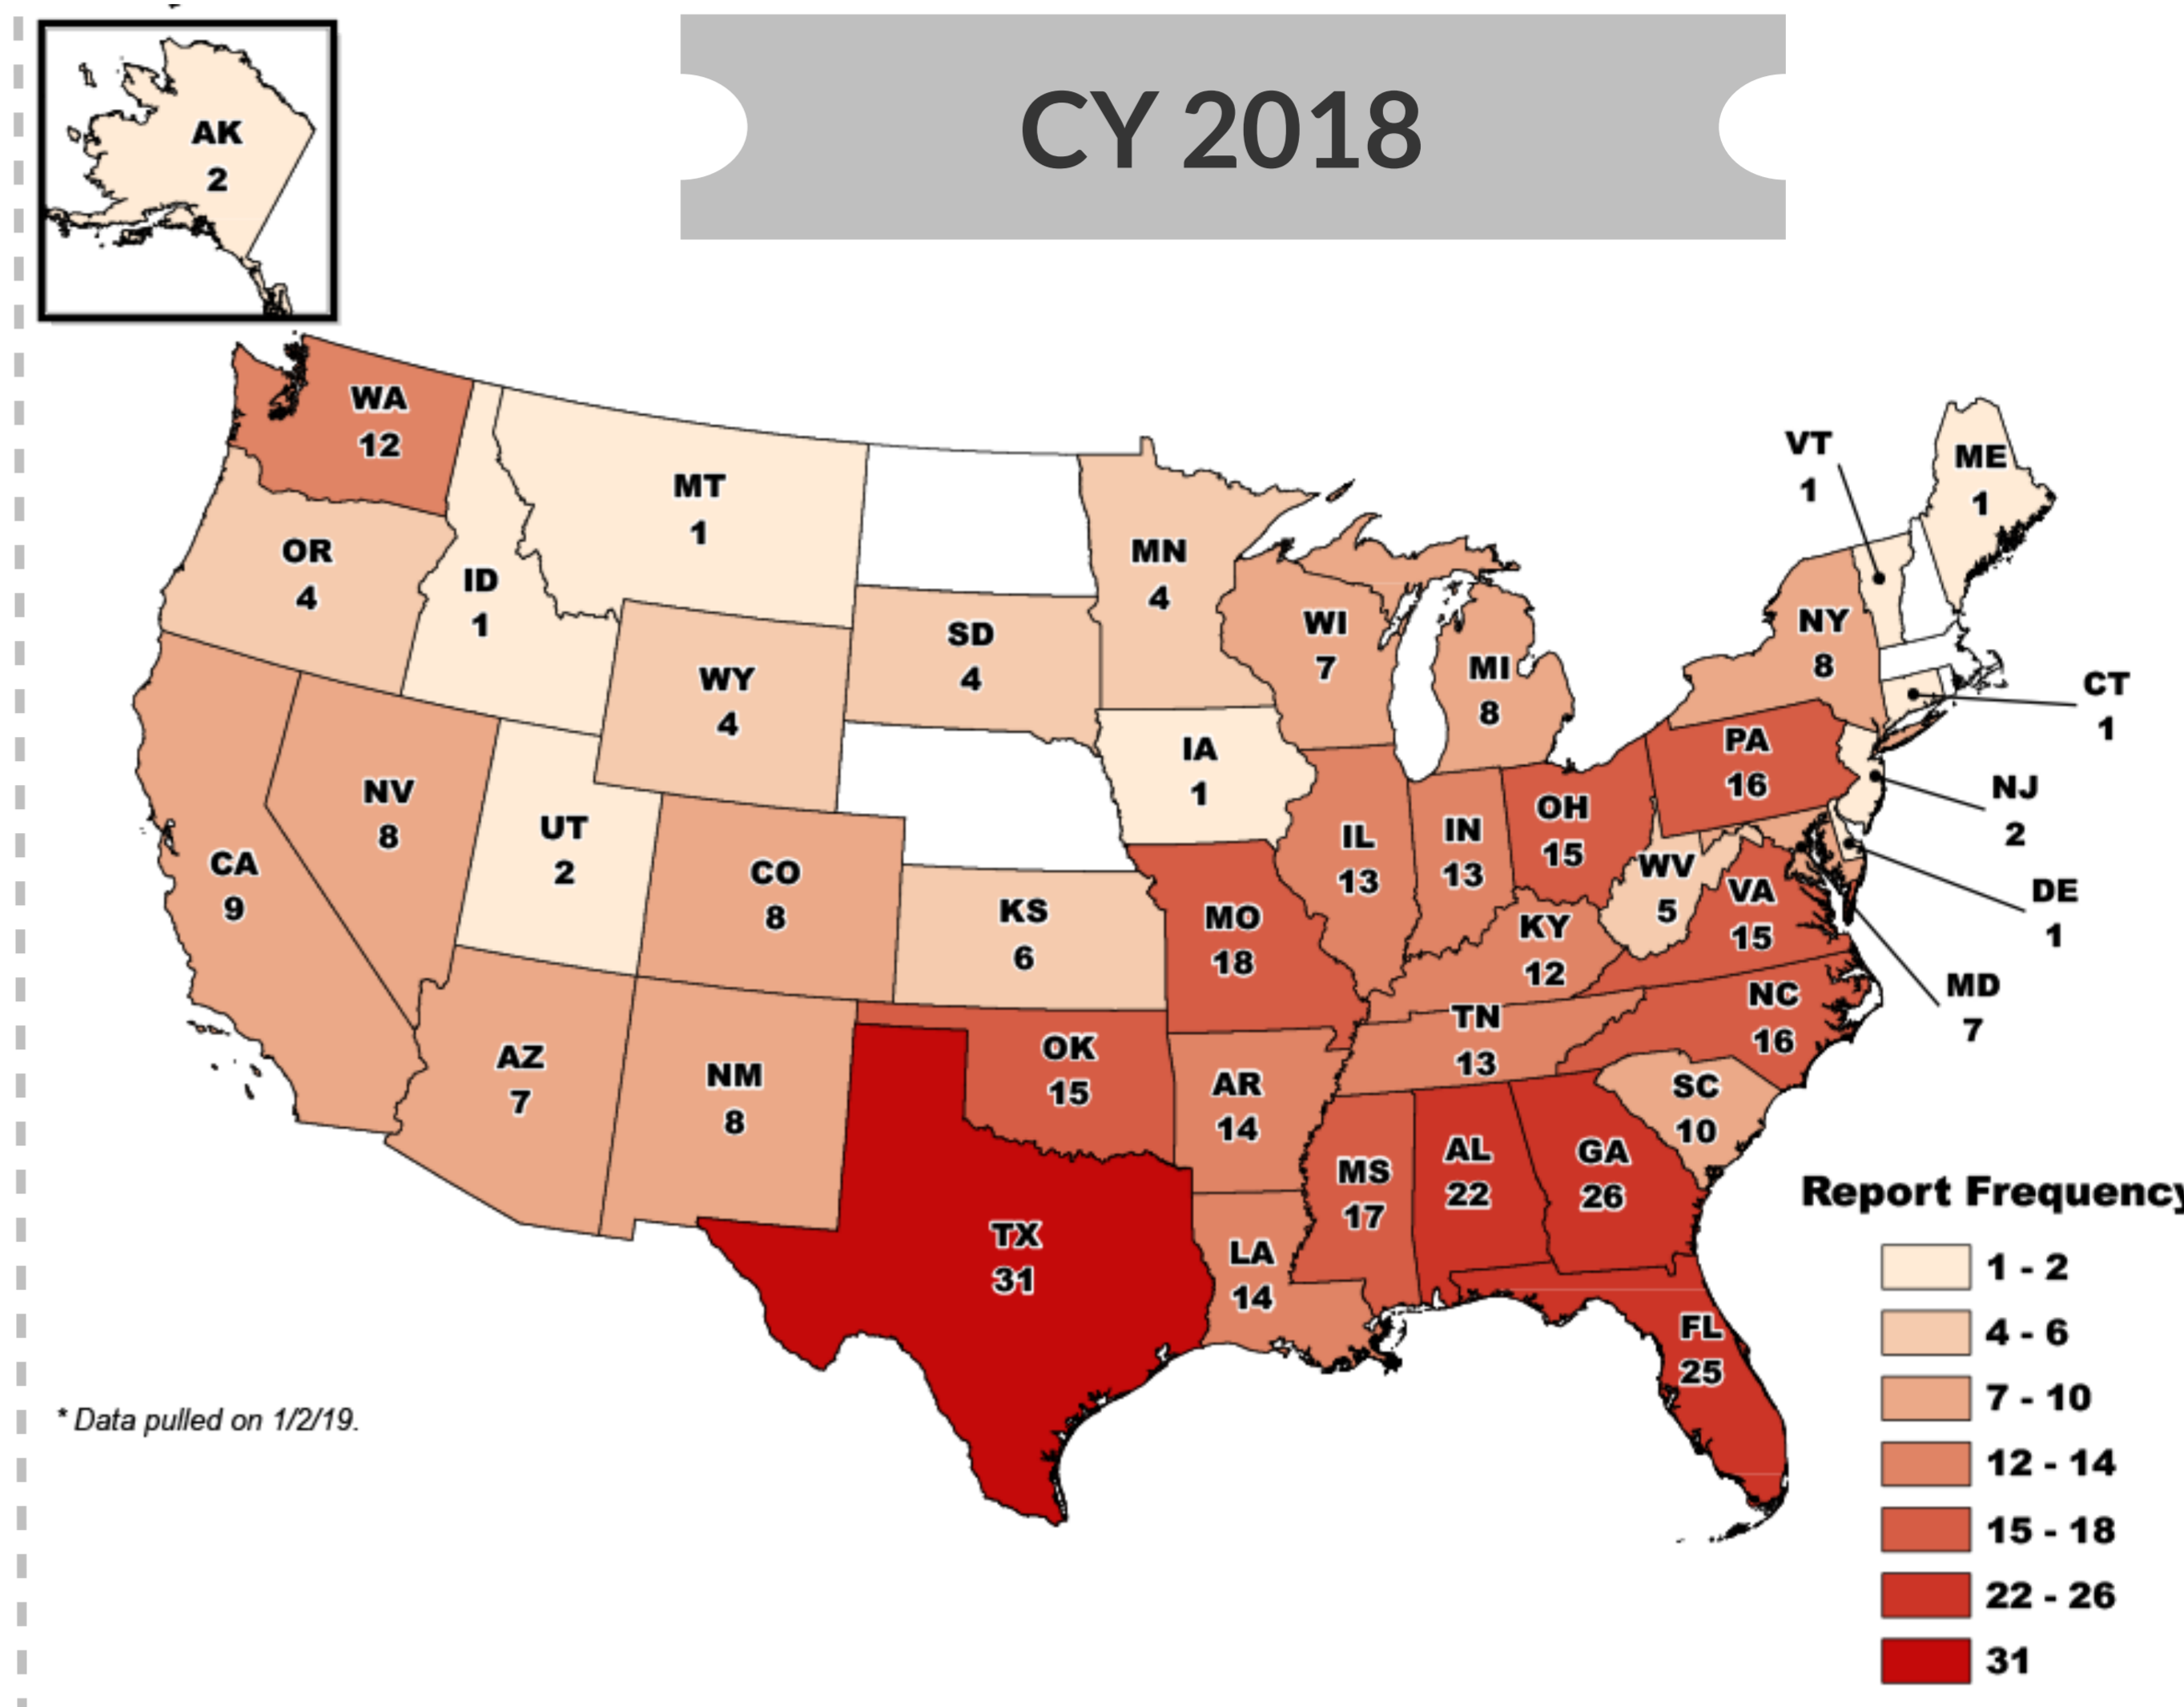 CY 2018
AK
2
WA
12
OR
4
ID
1
MT
1
WY
4
SD
4
MN
4
WI
7
MI
8
VT
1
ME
1
NY
8
CT
1
NJ
2
DE
1
MD
7
PA
16
IA
1
NV
8
UT
2
CA
9
CO
8
KS
6
MO
18
IL
13
IN
13
OH
15
WV
5
VA
15
KY
12
NC
16
TN
13
SC
10
AZ
7
NM
8
OK
15
AR
14
TX
31
LA
14
MS
17
AL
22
GA
26
FL
25
Report Frequency
1 - 2
4 - 6
7 - 10
12 - 14
15 - 18
22 - 26
31
* Data pulled on 1/2/19.